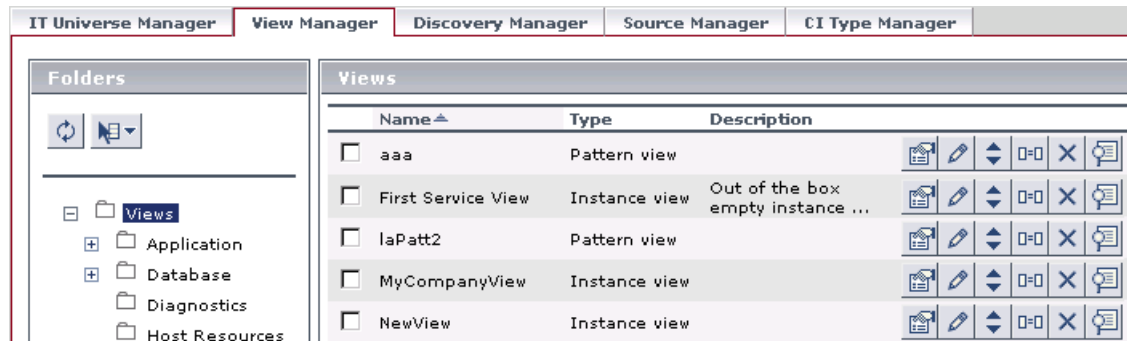 IT Universe Manager View Manager Discovery Manager Source Manager CI Type Manager
Folders
Views
Application
Database
Diagnostics
Host Resources
Views
Name Type Description
aaa Pattern view
First Service View Instance view Out of the box
empty instance ...
laPatt2 Pattern view
MyCompanyView Instance view
NewView Instance view